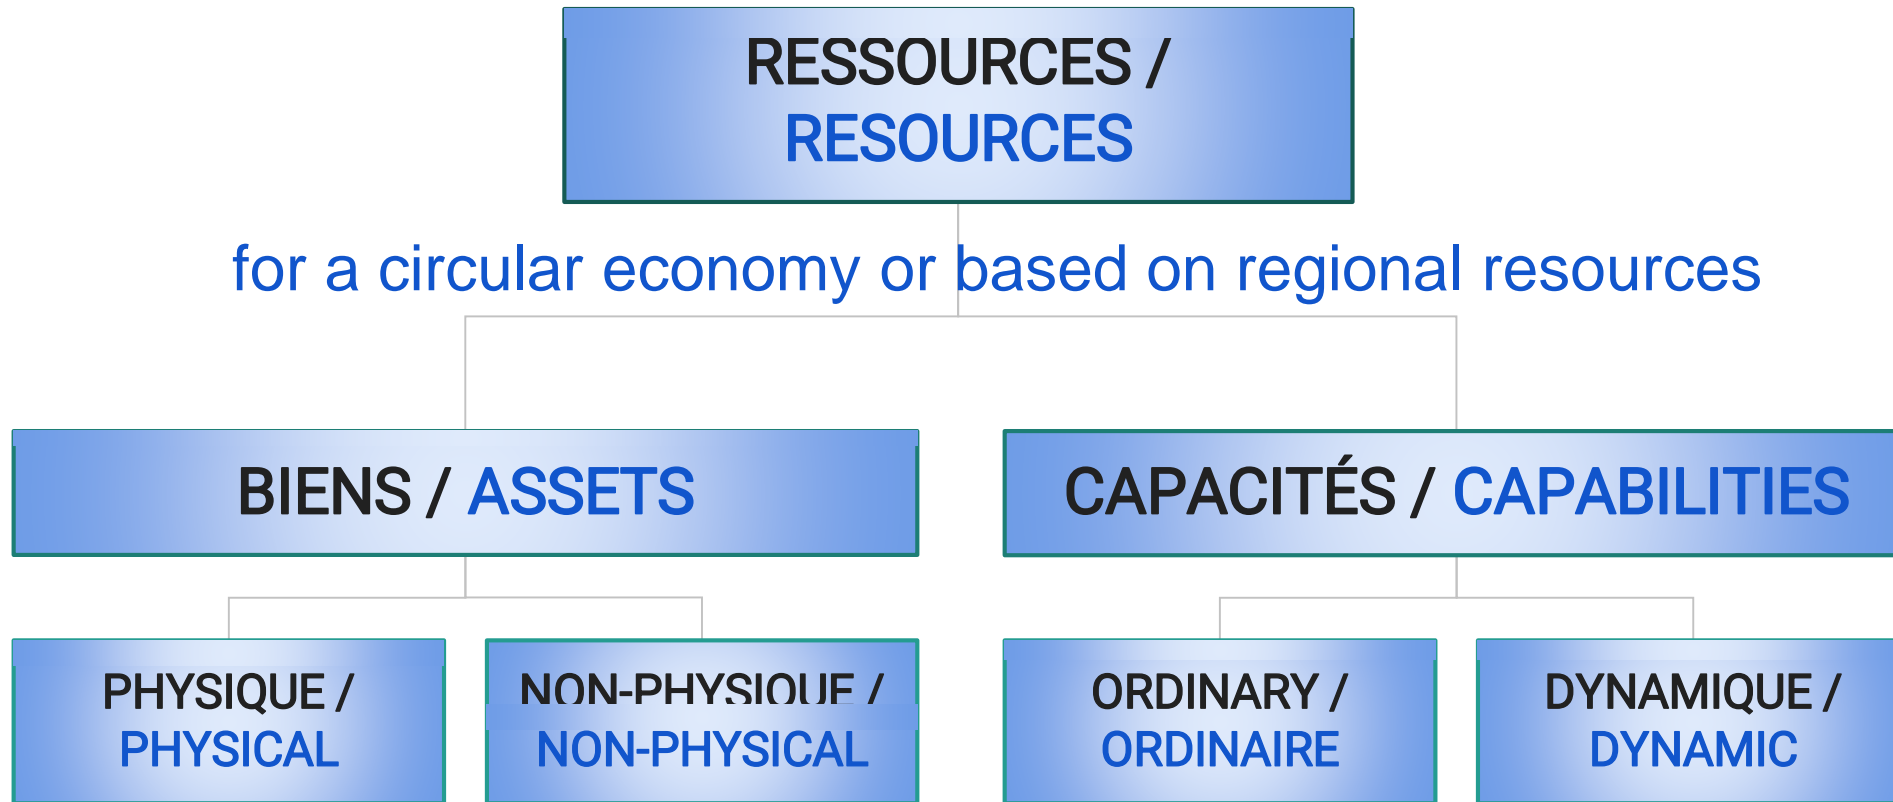 RESSOURCES /
RESOURCES
for a circular economy or based on regional resources
BIENS / ASSETS
CAPACITÉS / CAPABILITIES
PHYSIQUE /
PHYSICAL
NON-PHYSIQUE /
NON-PHYSICAL
ORDINARY /
ORDINAIRE
DYNAMIQUE /
DYNAMIC